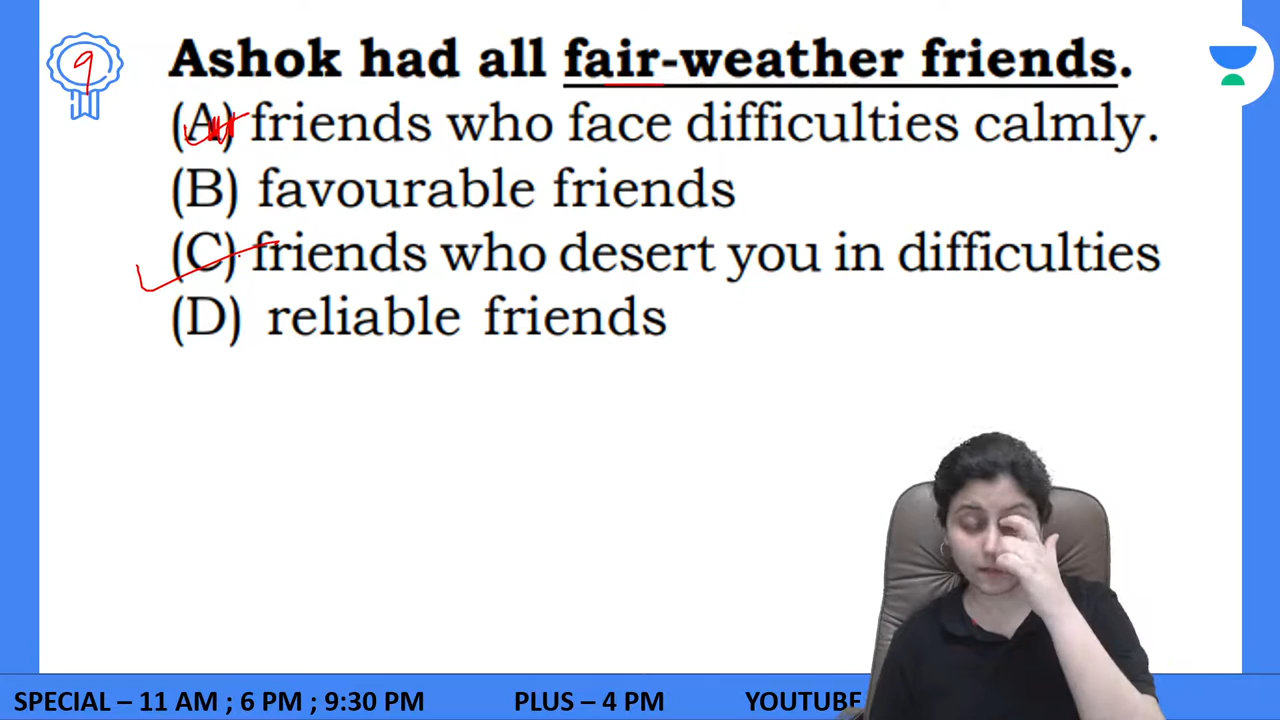 9
Ashok had all fair-weather friends.
(A) friends who face difficulties calmly.
(B) favourable friends
(C) friends who desert you in difficulties
(D) reliable friends
SPECIAL – 11 AM ; 6 PM ; 9:30 PM PLUS – 4 PM YOUTUBE